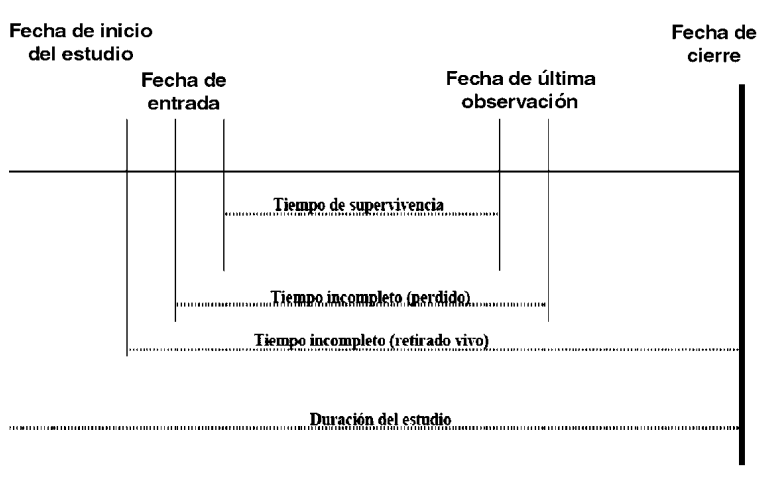 Fecha de inicio
del estudio
Fecha de
cierre
Fecha de
entrada
Fecha de última
observación
Tiempo de supervivencia
Tiempo incompleto (perdido)
Tiempo incompleto (retirado vivo)
Duración del estudio